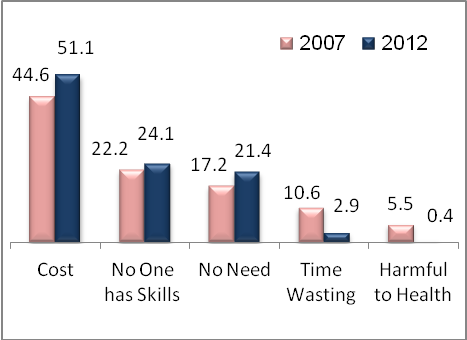 2007 2012
44.6 51.1
22.2 24.1
17.2 21.4
10.6 2.9
5.5 0.4
Cost
No One
has Skills
No Need
Time
Wasting
Harmful
to Health